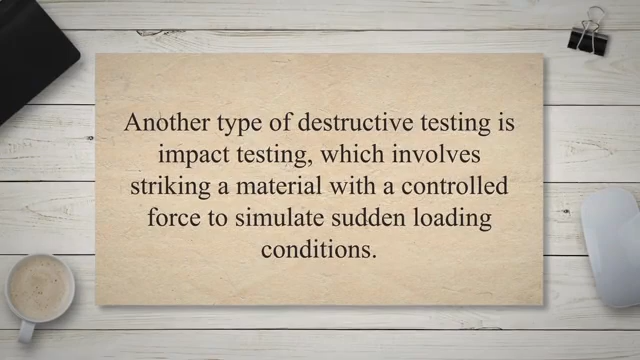 Another type of destructive testing is
impact testing, which involves
striking a material with a controlled
force to simulate sudden loading
conditions.